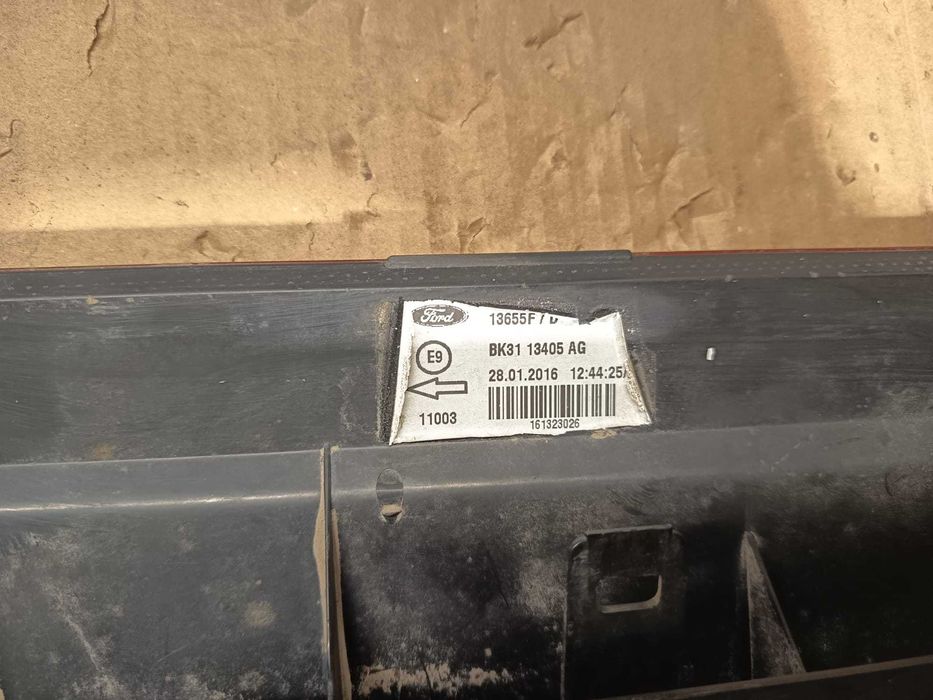 Ford
13655F /
E9
BK31 13405 AG
28.01.2016 12:44:25
11003
161323026